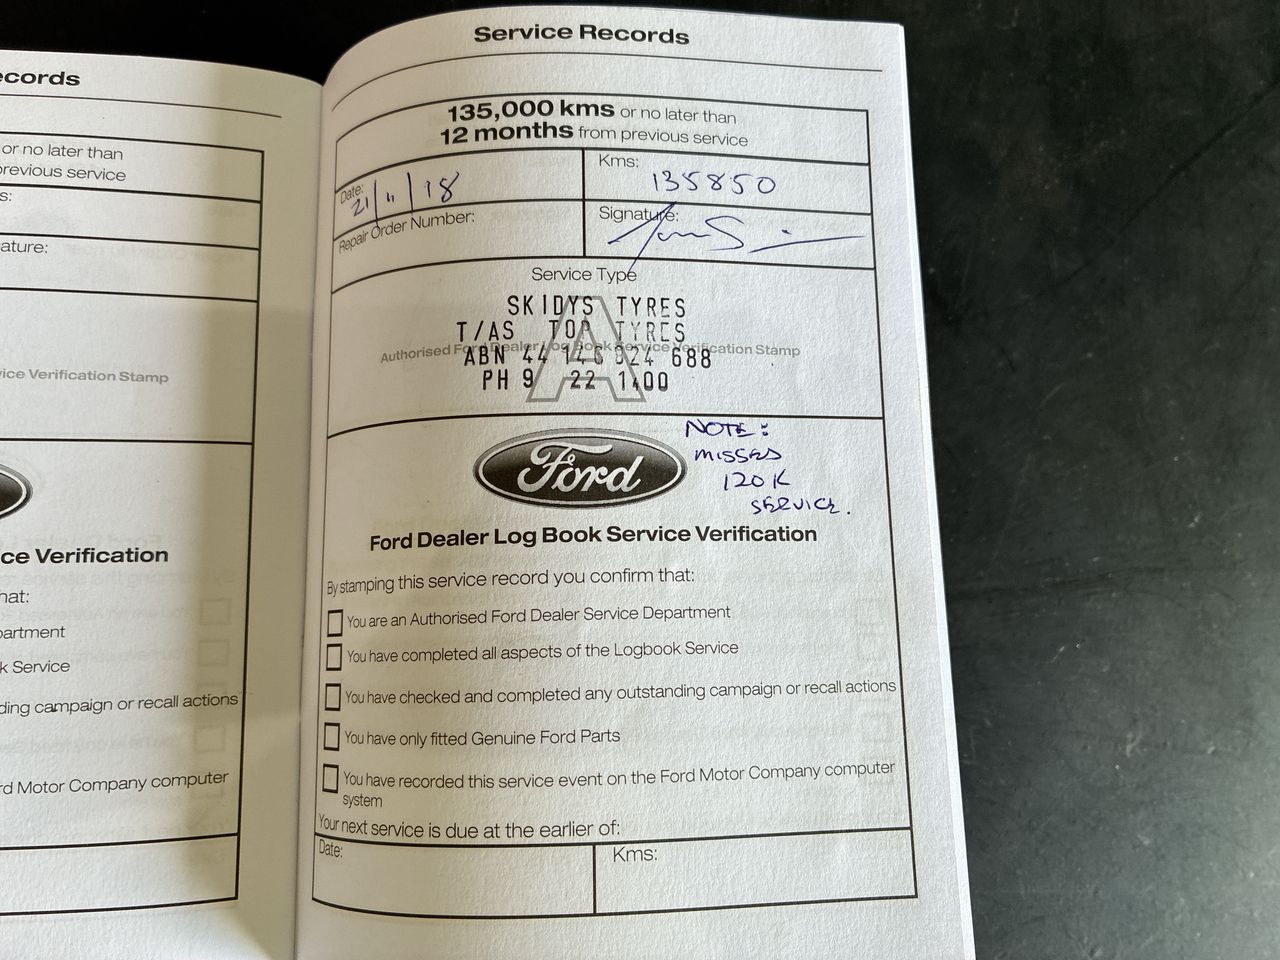 ecords
or no later than
revious service
s:
ature:
ice Verification Stamp
ce Verification
hat:
partment
k Service
ding campaign or recall actions
rd Motor Company computer
Service Records
135,000 kms or no later than
12 months from previous service
Date: 21/11/18
Kms: 135850
Repair Order Number:
Signature:
Service Type
SKIDYS TYRES
T/AS TOP TYRES
Authorised Ford Dealer Log Book Service Verification Stamp
A
ABN 44 146 824 688
PH 9 22 1400
Ford
NOTE:
MISSED
120K
SERVICE.
Ford Dealer Log Book Service Verification
By stamping this service record you confirm that:
You are an Authorised Ford Dealer Service Department
You have completed all aspects of the Logbook Service
You have checked and completed any outstanding campaign or recall actions
You have only fitted Genuine Ford Parts
You have recorded this service event on the Ford Motor Company computer
system
Your next service is due at the earlier of:
Date:
Kms: